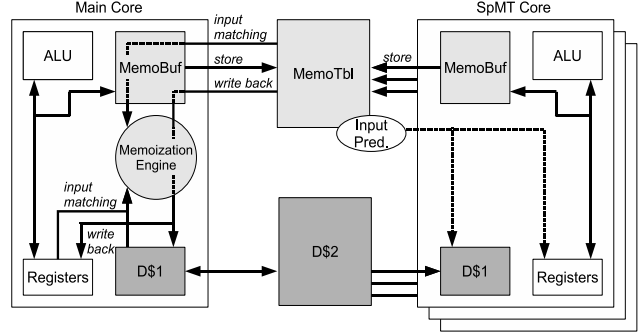 Main Core
SpMT Core
input
matching
ALU
MemoBuf
store
MemoTbl
store
MemoBuf
ALU
write back
Input
Pred.
Memoization
Engine
input
matching
write
back
D$2
Registers
D$1
D$1
Registers